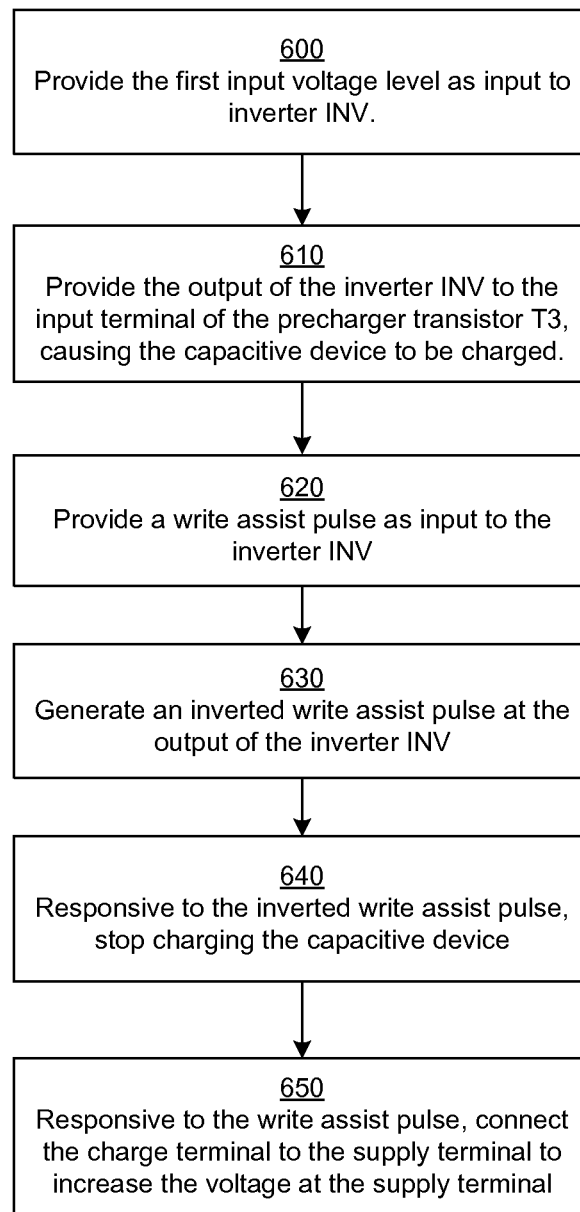 600
Provide the first input voltage level as input to
inverter INV.
610
Provide the output of the inverter INV to the
input terminal of the precharger transistor T3,
causing the capacitive device to be charged.
620
Provide a write assist pulse as input to the
inverter INV
630
Generate an inverted write assist pulse at the
output of the inverter INV
640
Responsive to the inverted write assist pulse,
stop charging the capacitive device
650
Responsive to the write assist pulse, connect
the charge terminal to the supply terminal to
increase the voltage at the supply terminal